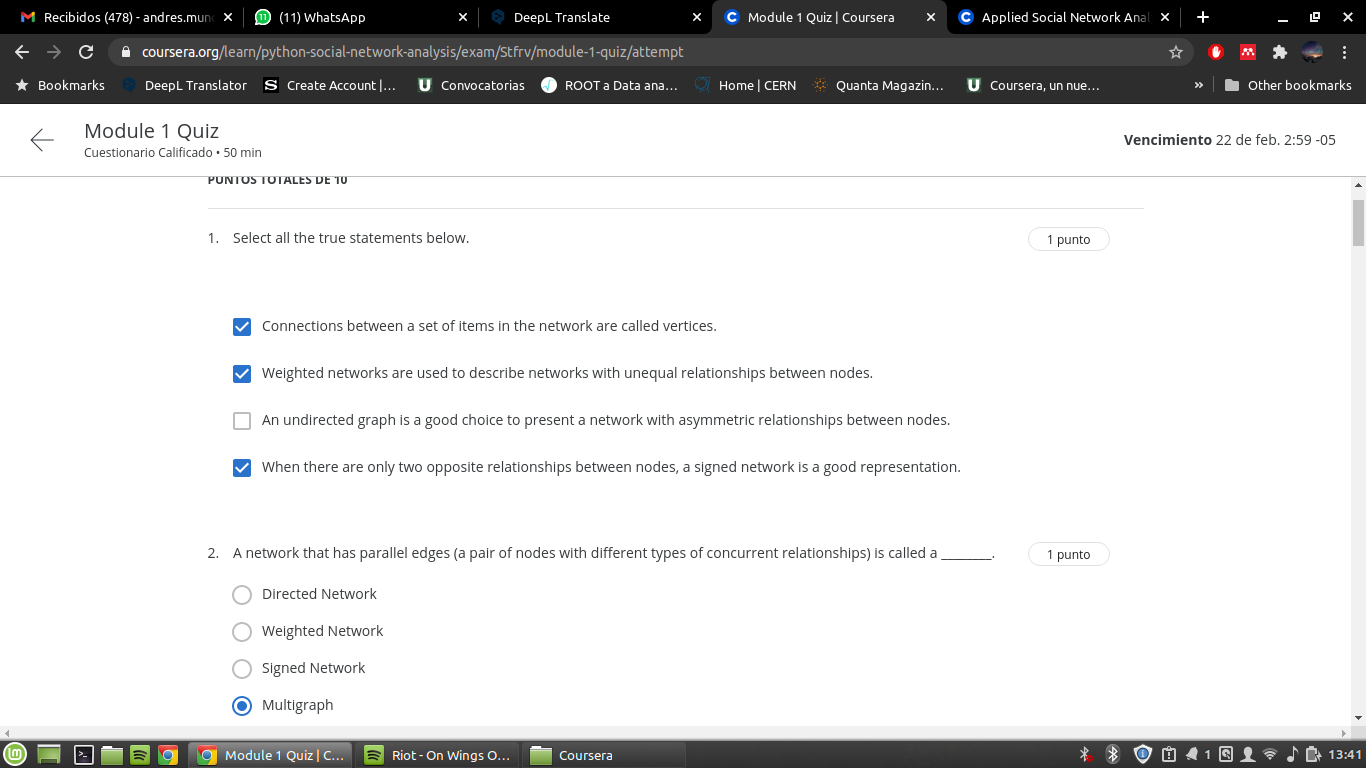 Recibidos (478) - andres.mun
(11) WhatsApp
DeepL Translate
Module 1 Quiz | Coursera
Applied Social Network Anal
coursera.org/learn/python-social-network-analysis/exam/Stfrv/module-1-quiz/attempt
Bookmarks
DeepL Translator
Create Account |...
Convocatorias
ROOT a Data ana...
Home | CERN
Quanta Magazin...
Coursera, un nue...
»
Other bookmarks
Module 1 Quiz
Cuestionario Calificado • 50 min
Vencimiento 22 de feb. 2:59 -05
PUNTOS TOTALES DE 10
1. Select all the true statements below.
1 punto
Connections between a set of items in the network are called vertices.
Weighted networks are used to describe networks with unequal relationships between nodes.
An undirected graph is a good choice to present a network with asymmetric relationships between nodes.
When there are only two opposite relationships between nodes, a signed network is a good representation.
2. A network that has parallel edges (a pair of nodes with different types of concurrent relationships) is called a ________.
1 punto
Directed Network
Weighted Network
Signed Network
Multigraph
Module 1 Quiz | C...
Riot - On Wings O...
Coursera
1
13:41